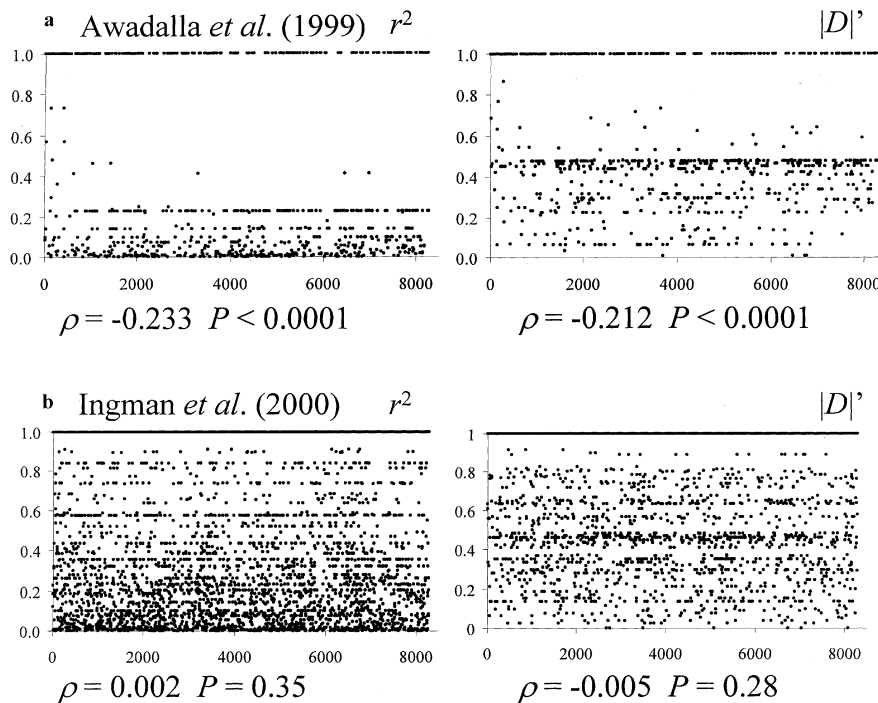 a Awadalla et al. (1999) r² |D|’
1.0
0.8
0.6
0.4
0.2
0.0
0 2000 4000 6000 8000
1.0
0.8
0.6
0.4
0.2
0.0
0 2000 4000 6000 8000
ρ = -0.233 P < 0.0001
ρ = -0.212 P < 0.0001
b Ingman et al. (2000) r² |D|’
1.0
0.8
0.6
0.4
0.2
0.0
0 2000 4000 6000 8000
1
0.8
0.6
0.4
0.2
0
0 2000 4000 6000 8000
ρ = 0.002 P = 0.35
ρ = -0.005 P = 0.28